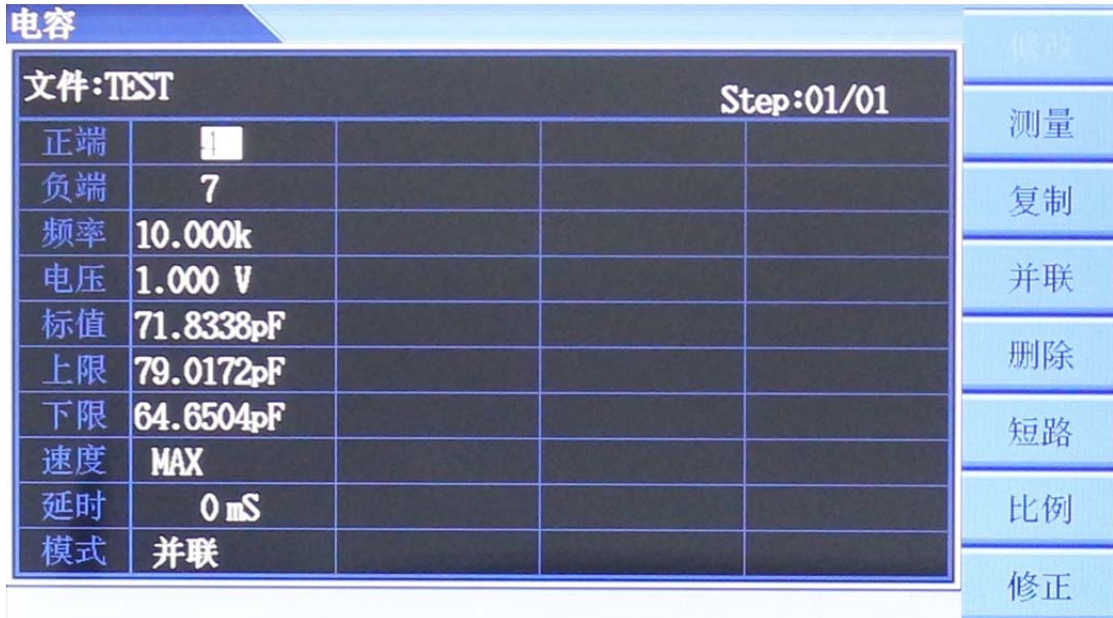 电容
文件:TEST
Step:01/01
正端 4
负端 7
频率 10.000k
电压 1.000 V
标值 71.8338pF
上限 79.0172pF
下限 64.6504pF
速度 MAX
延时 0 mS
模式 并联
修改
测量
复制
并联
删除
短路
比例
修正